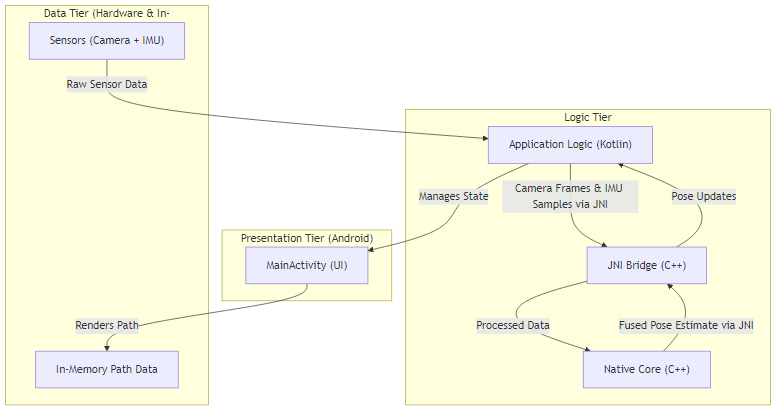 Data Tier (Hardware & In-
Sensors (Camera + IMU)
Raw Sensor Data
Logic Tier
Application Logic (Kotlin)
Manages State
Camera Frames & IMU
Samples via JNI
Pose Updates
Presentation Tier (Android)
MainActivity (UI)
JNI Bridge (C++)
Renders Path
Processed Data
Fused Pose Estimate via JNI
In-Memory Path Data
Native Core (C++)